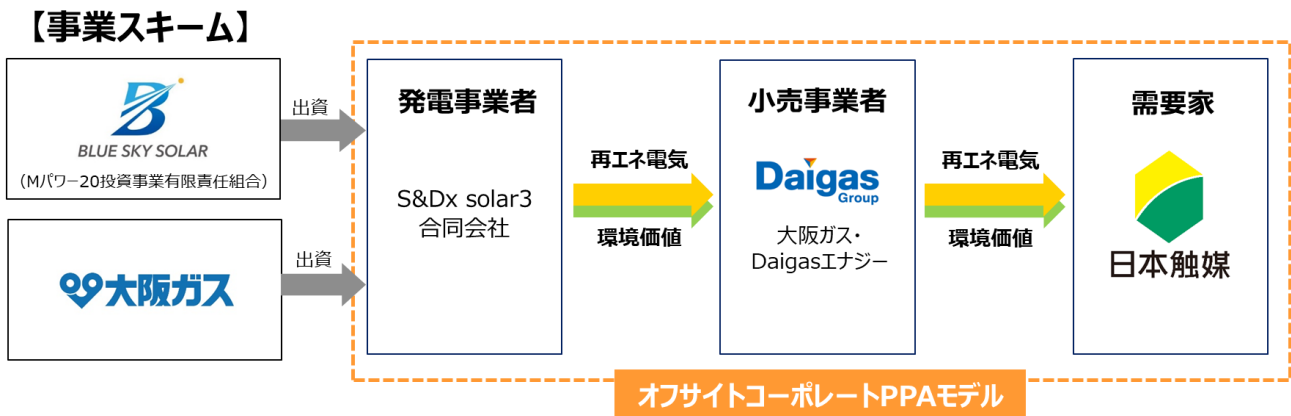 【事業スキーム】
BLUE SKY SOLAR
（Mパワー20投資事業有限責任組合）
出資
大阪ガス
出資
発電事業者
S&Dx solar3
合同会社
再エネ電気
環境価値
小売事業者
Daigas
Group
大阪ガス・
Daigasエナジー
再エネ電気
環境価値
需要家
日本触媒
オフサイトコーポレートPPAモデル